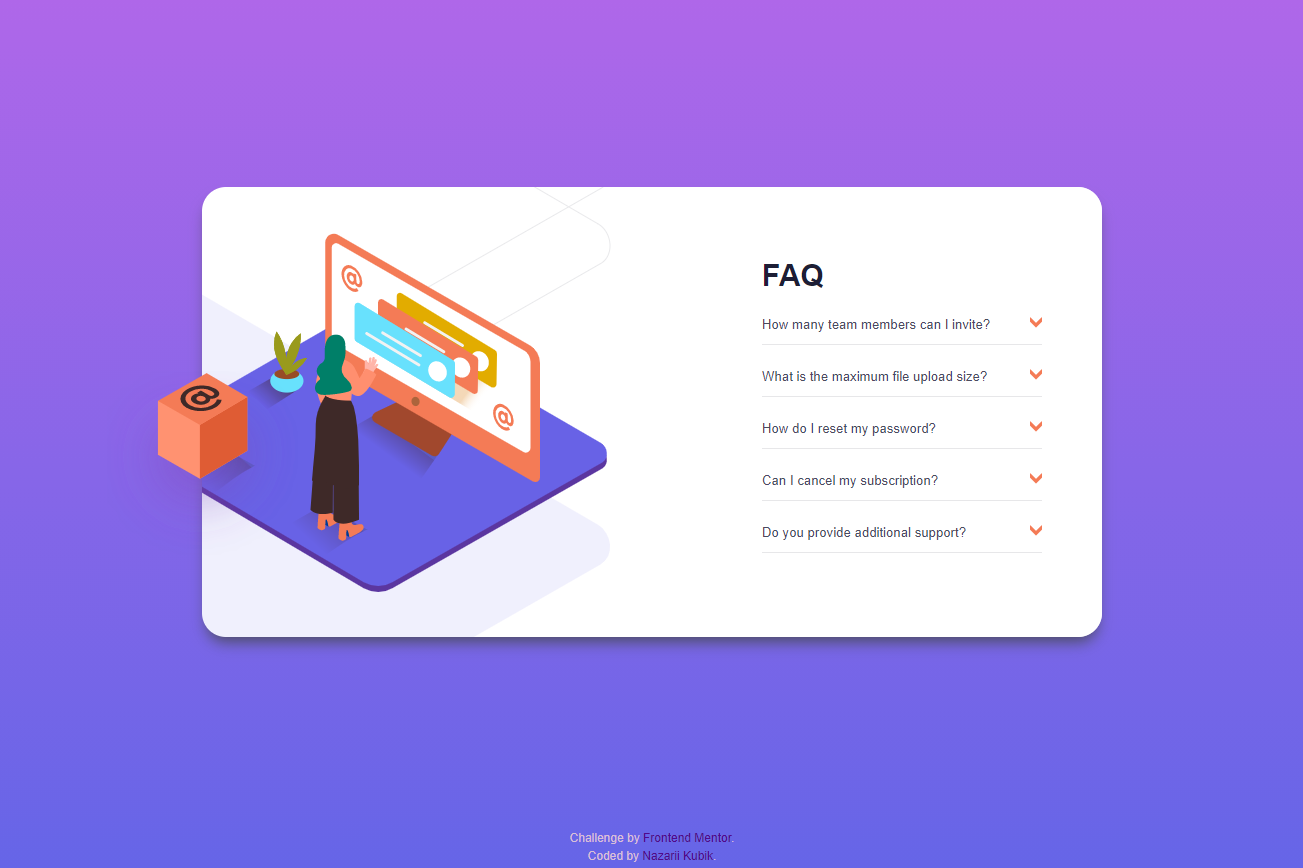 @
@
@
FAQ
How many team members can I invite?
What is the maximum file upload size?
How do I reset my password?
Can I cancel my subscription?
Do you provide additional support?
Challenge by Frontend Mentor.
Coded by Nazarii Kubik.